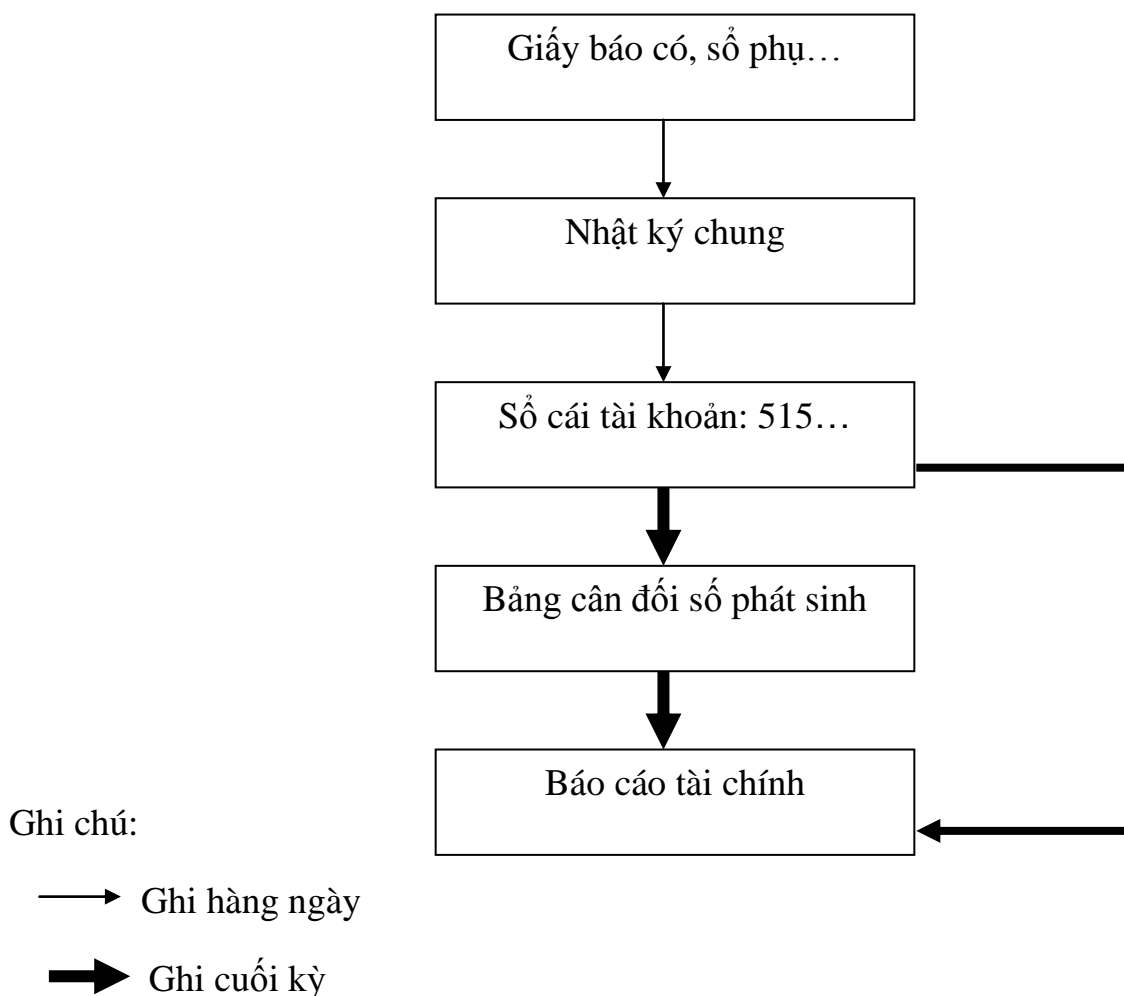 Giấy báo có, sổ phụ…
Nhật ký chung
Sổ cái tài khoản: 515…
Bảng cân đối số phát sinh
Báo cáo tài chính
Ghi chú:
Ghi hàng ngày
Ghi cuối kỳ